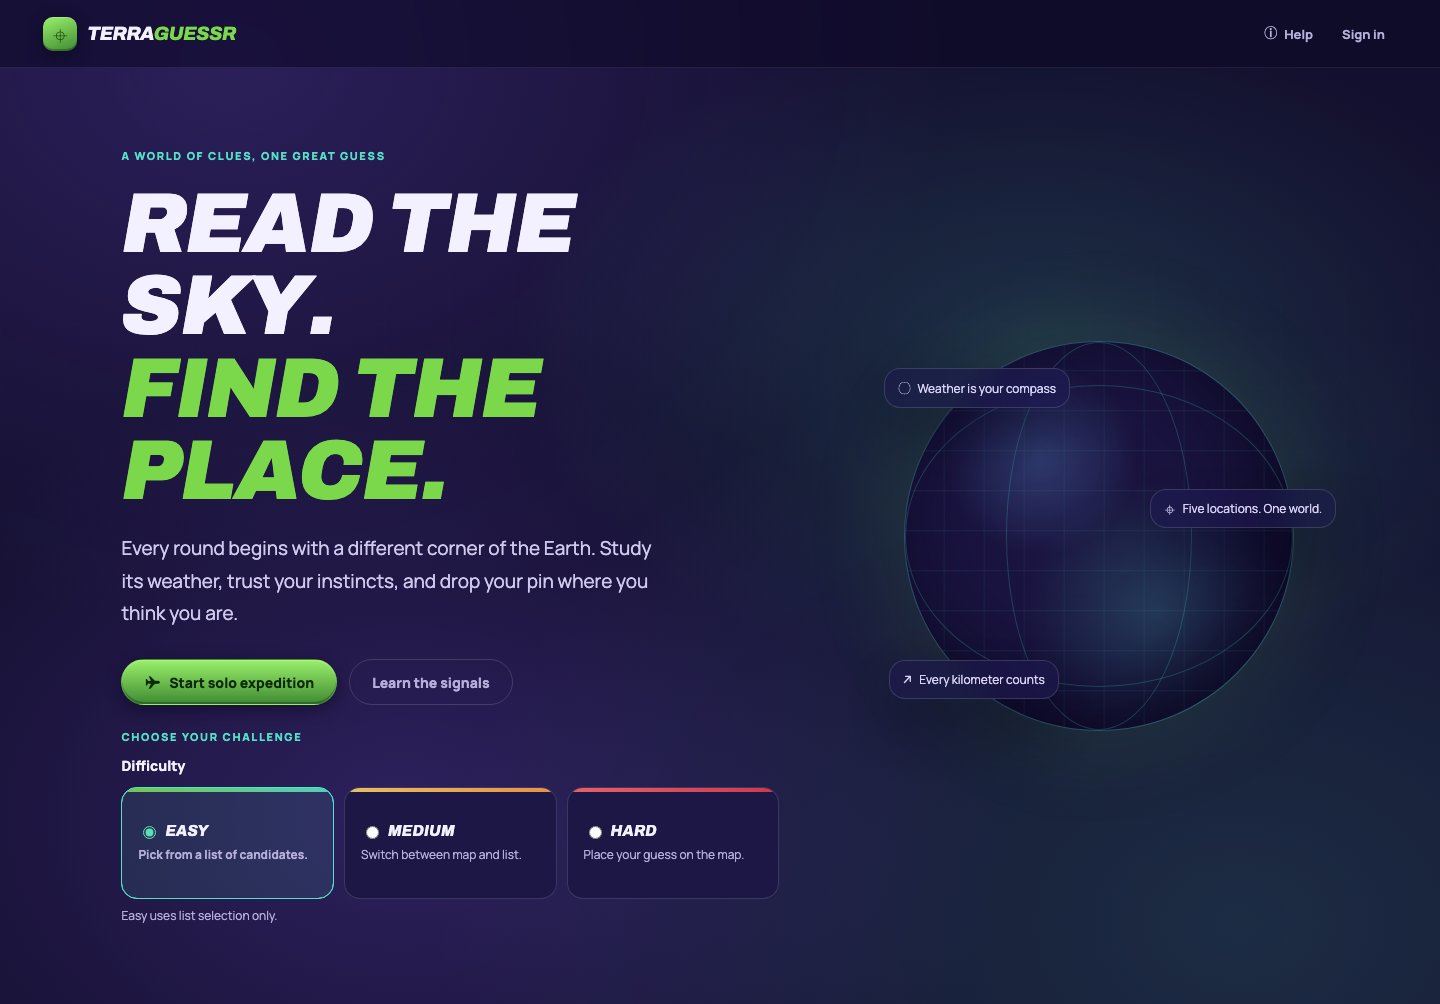 TERRAGUESSR
Help
Sign in
A WORLD OF CLUES, ONE GREAT GUESS
READ THE
SKY.
FIND THE
PLACE.
Every round begins with a different corner of the Earth. Study
its weather, trust your instincts, and drop your pin where you
think you are.
Start solo expedition
Learn the signals
Weather is your compass
Five locations. One world.
Every kilometer counts
CHOOSE YOUR CHALLENGE
Difficulty
EASY
Pick from a list of candidates.
MEDIUM
Switch between map and list.
HARD
Place your guess on the map.
Easy uses list selection only.